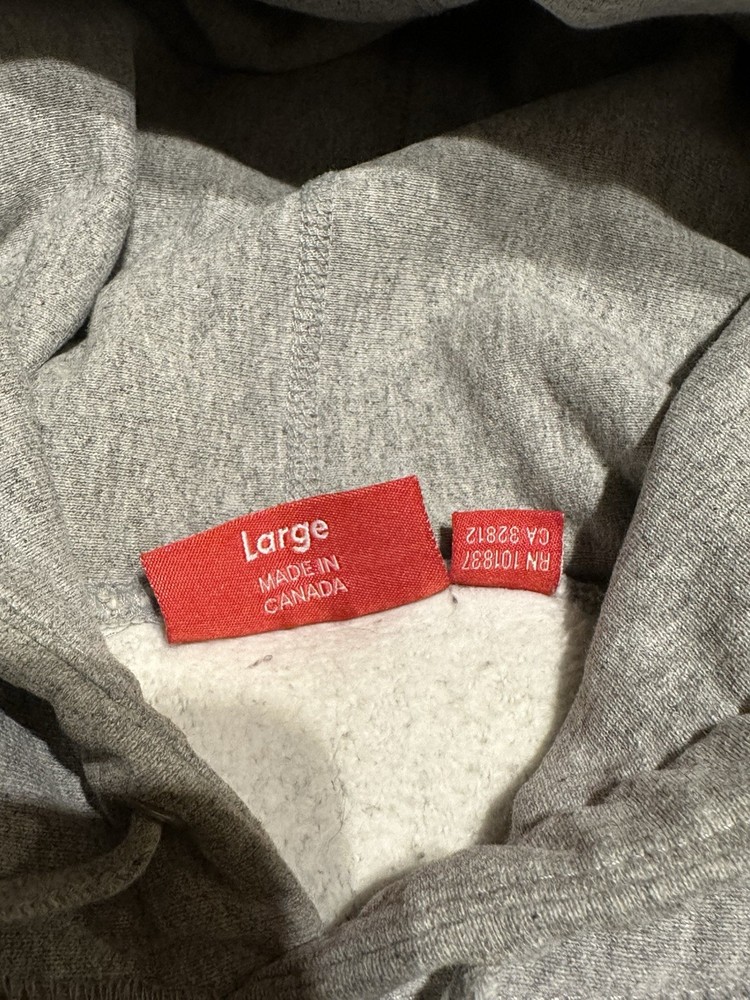 Large
MADE IN
CANADA
RN 101837
CA 32812